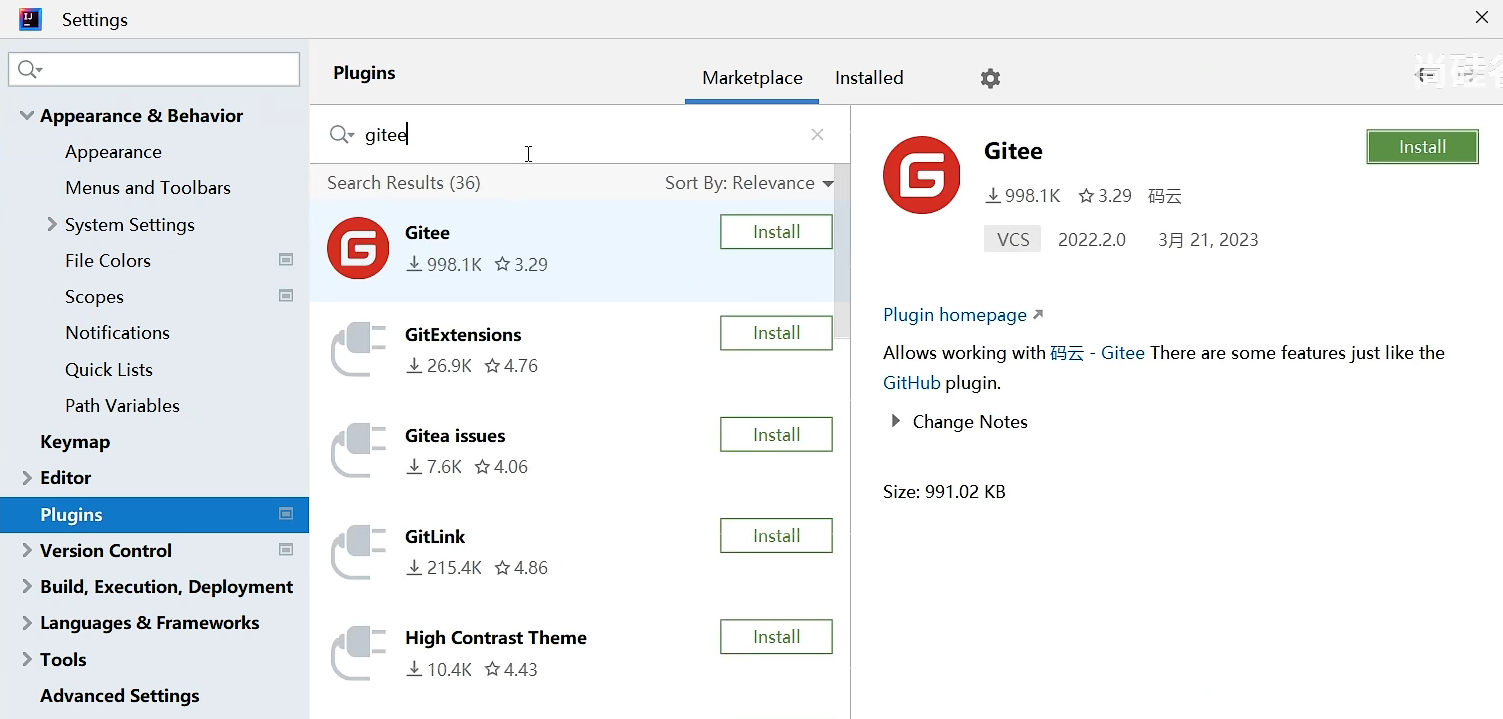 Settings
Appearance & Behavior
Appearance
Menus and Toolbars
System Settings
File Colors
Scopes
Notifications
Quick Lists
Path Variables
Keymap
Editor
Plugins
Version Control
Build, Execution, Deployment
Languages & Frameworks
Tools
Advanced Settings
Plugins
Marketplace
Installed
尚硅谷
gitee
Search Results (36)
Sort By: Relevance
Gitee
Install
998.1K 3.29
GitExtensions
Install
26.9K 4.76
Gitea issues
Install
7.6K 4.06
GitLink
Install
215.4K 4.86
High Contrast Theme
Install
10.4K 4.43
Gitee
Install
998.1K 3.29 码云
VCS 2022.2.0 3月 21, 2023
Plugin homepage
Allows working with 码云 - Gitee There are some features just like the
GitHub plugin.
Change Notes
Size: 991.02 KB